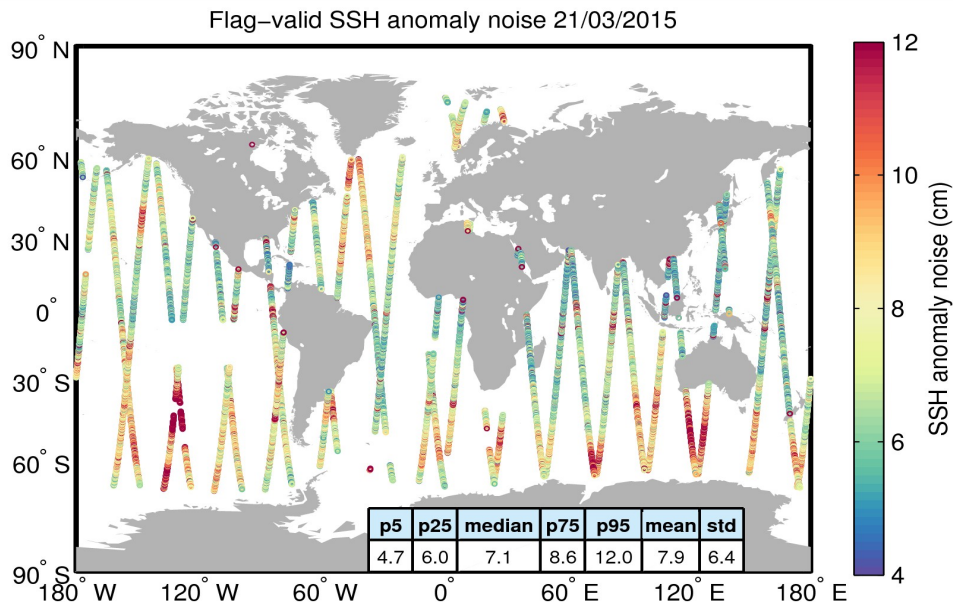 Flag−valid SSH anomaly noise 21/03/2015
90° N
60° N
30° N
0°
30° S
60° S
90° S
180° W
120° W
60° W
0°
60° E
120° E
180° E
p5 p25 median p75 p95 mean std
4.7 6.0 7.1 8.6 12.0 7.9 6.4
12
10
8
6
4
SSH anomaly noise (cm)